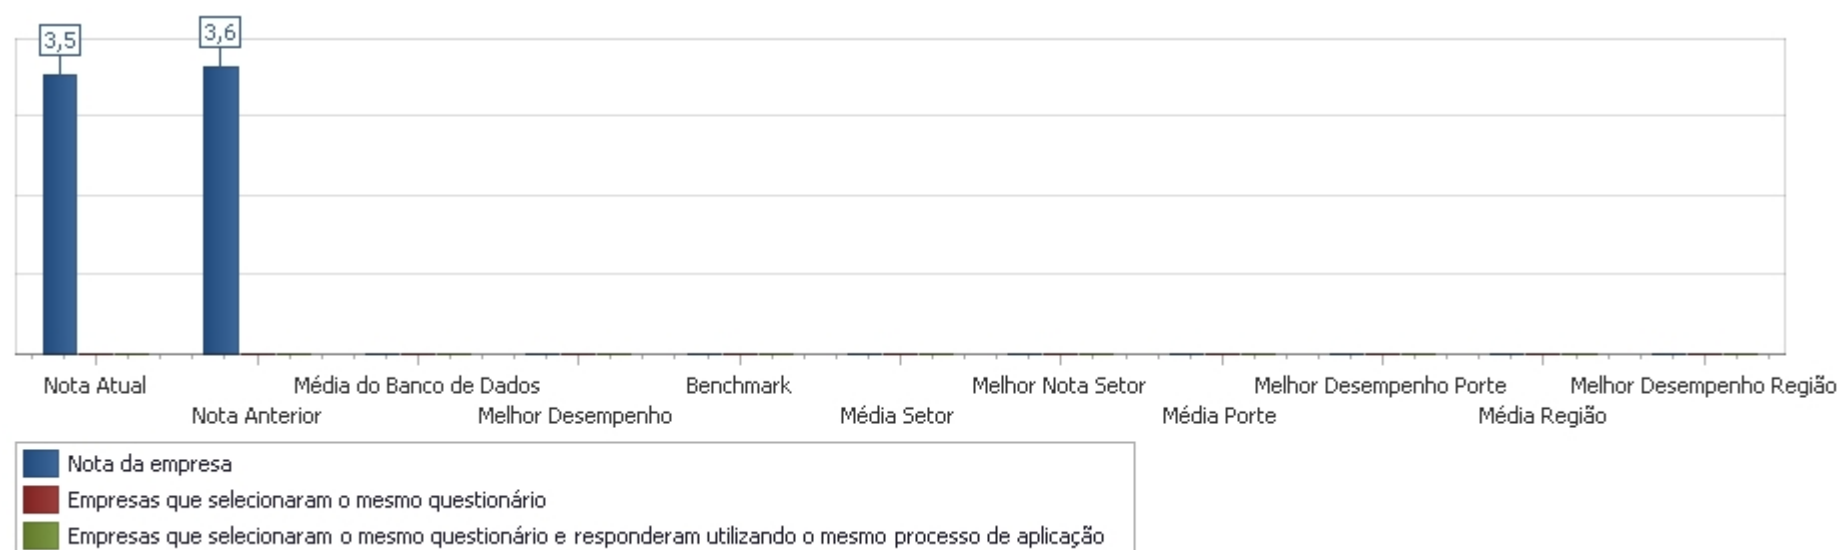 3,5
3,6
Nota Atual
Média do Banco de Dados
Benchmark
Melhor Nota Setor
Melhor Desempenho Porte
Melhor Desempenho Região
Nota Anterior
Melhor Desempenho
Média Setor
Média Porte
Média Região
Nota da empresa
Empresas que selecionaram o mesmo questionário
Empresas que selecionaram o mesmo questionário e responderam utilizando o mesmo processo de aplicação